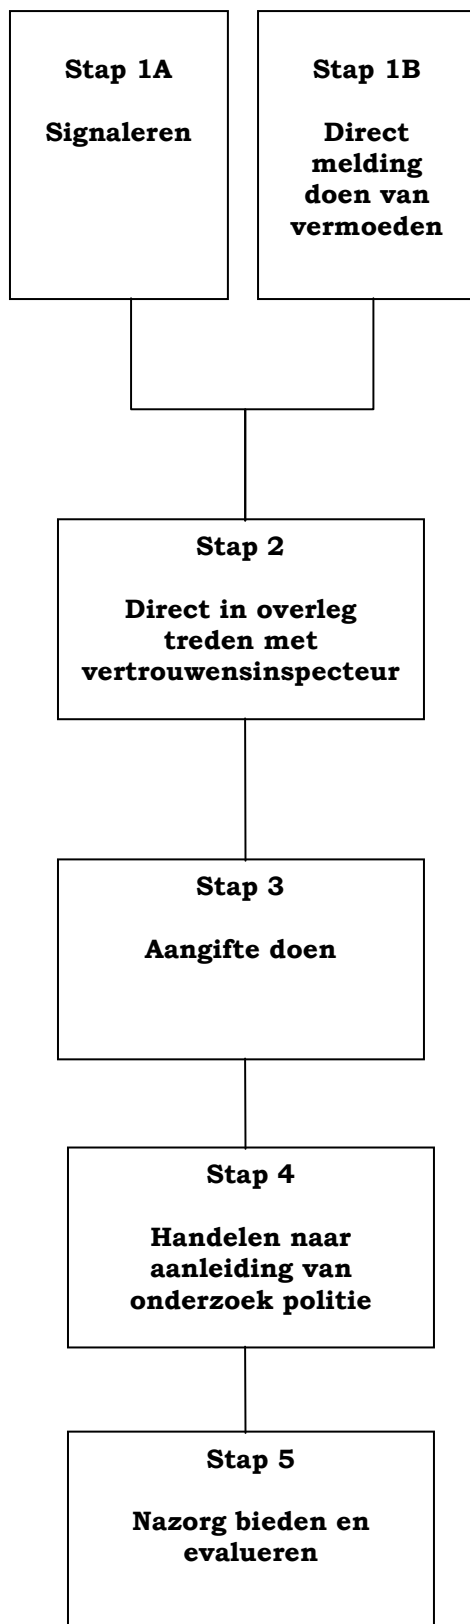 Stap 1A
Signaleren
Stap 1B
Direct
melding
doen van
vermoeden
Stap 2
Direct in overleg
treden met
vertrouwensinspecteur
Stap 3
Aangifte doen
Stap 4
Handelen naar
aanleiding van
onderzoek politie
Stap 5
Nazorg bieden en
evalueren